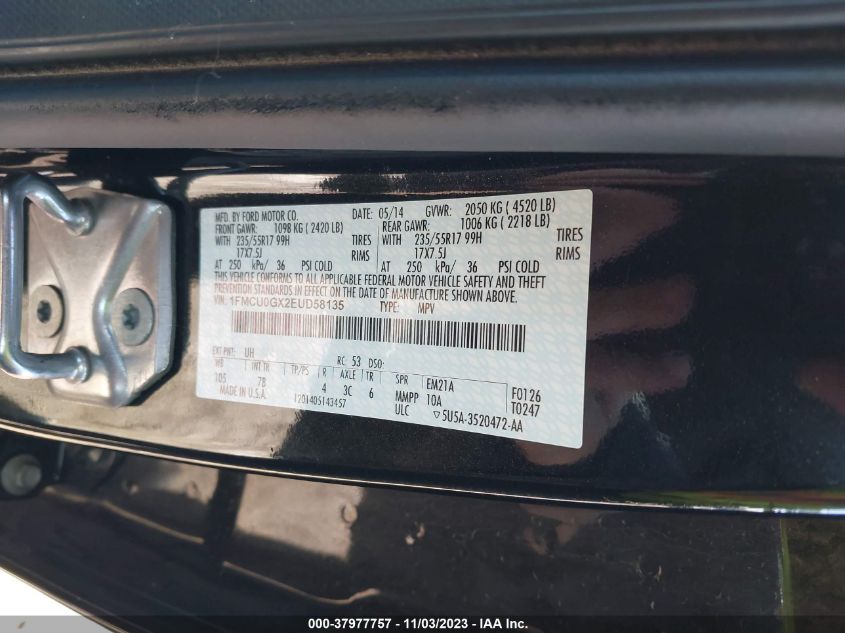 MFD. BY FORD MOTOR CO.
DATE: 05/14 GVWR: 2050 KG ( 4520 LB)
FRONT GAWR: 1098 KG ( 2420 LB) REAR GAWR: 1006 KG ( 2218 LB)
WITH 235/55R17 99H TIRES WITH 235/55R17 99H TIRES
17X7.5J RIMS 17X7.5J RIMS
AT 250 kPa/ 36 PSI COLD AT 250 kPa/ 36 PSI COLD
THIS VEHICLE CONFORMS TO ALL APPLICABLE FEDERAL MOTOR VEHICLE SAFETY AND THEFT
PREVENTION STANDARDS IN EFFECT ON THE DATE OF MANUFACTURE SHOWN ABOVE.
VIN: 1FMCU0GX2EUD58135 TYPE: MPV
EXT PNT: UH RC: 53 DSO:
WB INT TR TP/PS R AXLE TR SPR EM21A F0126
105 7B 4 3C 6 MMPP 10A T0247
MADE IN U.S.A. 1201405143457 ULC ▽5U5A-3520472-AA
000-37977757 - 11/03/2023 - IAA Inc.